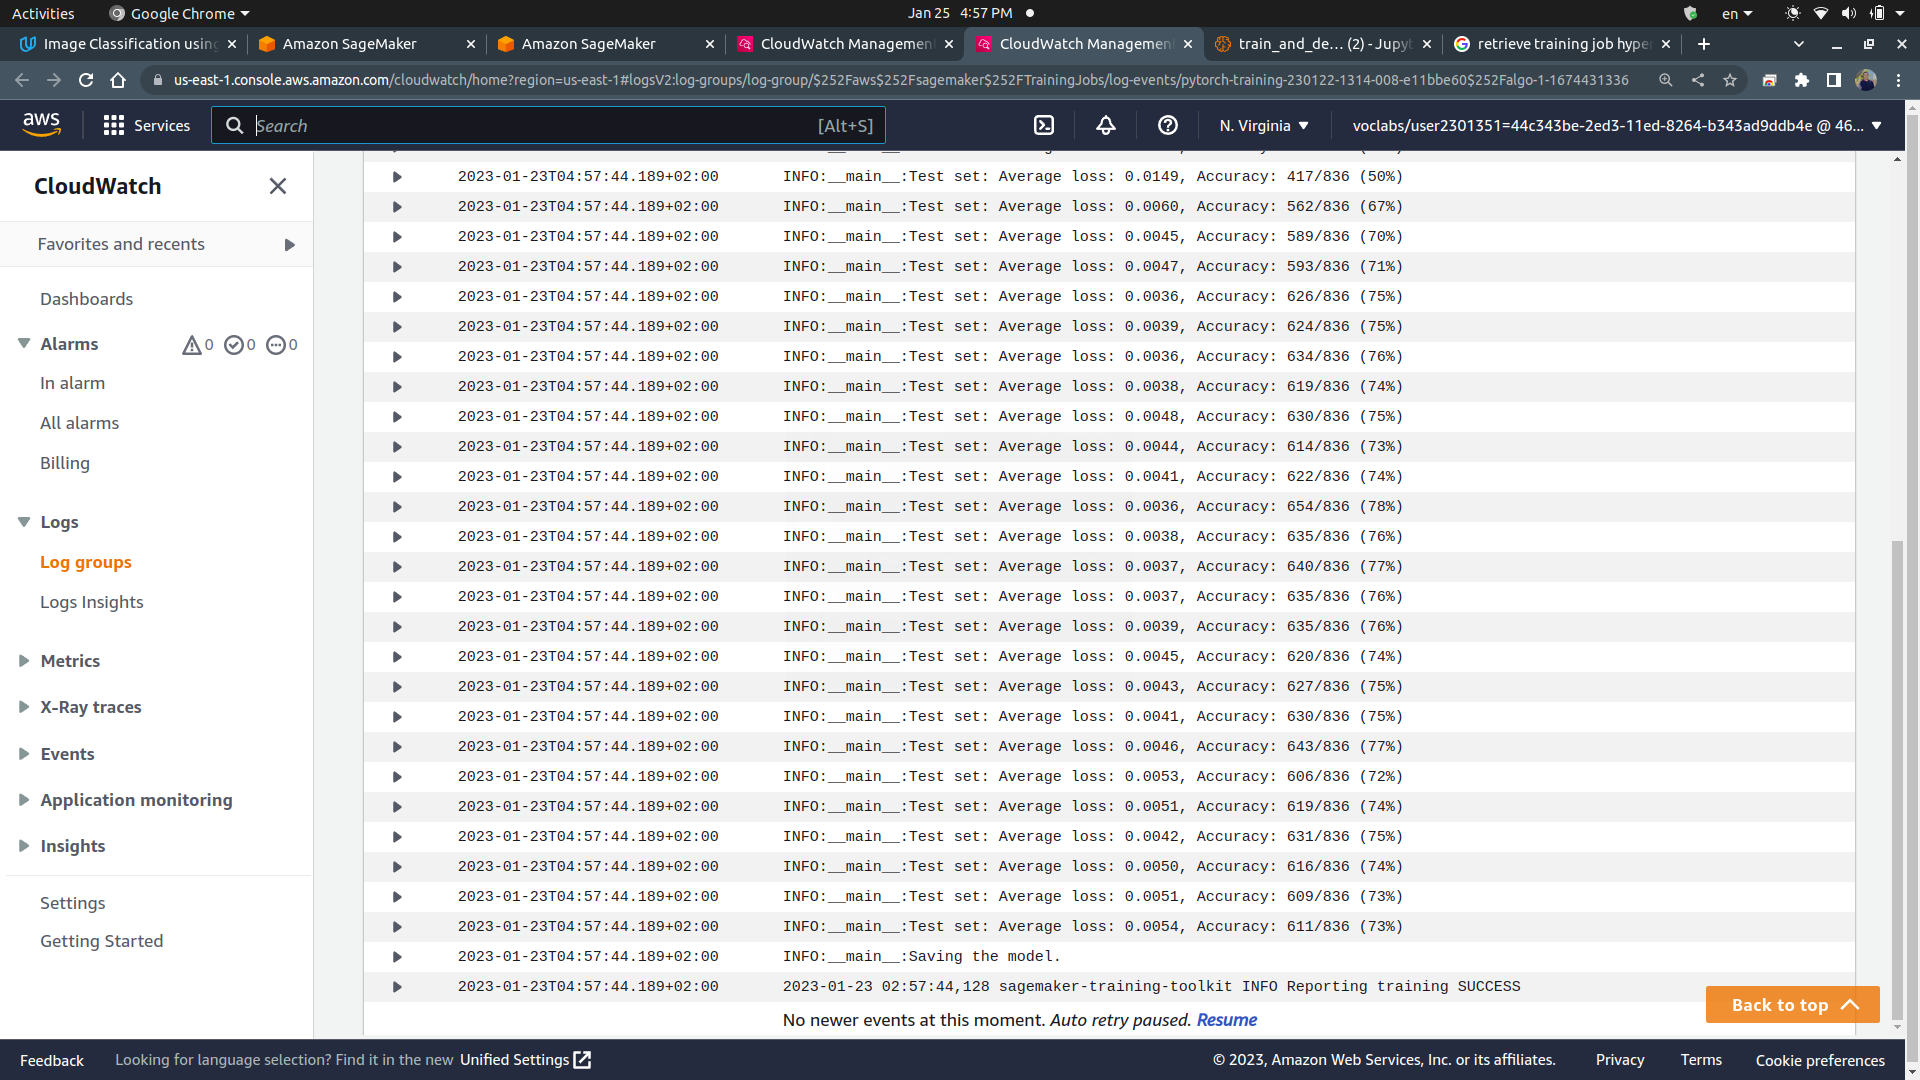 Activities Google Chrome Jan 25 4:57 PM en
Image Classification using Amazon SageMaker Amazon SageMaker CloudWatch Management CloudWatch Management train_and_de… (2) - Jupyt retrieve training job hype
us-east-1.console.aws.amazon.com/cloudwatch/home?region=us-east-1#logsV2:log-groups/log-group/$252Faws$252Fsagemaker$252FTrainingJobs/log-events/pytorch-training-230122-1314-008-e11bbe60$252Falgo-1-1674431336
aws Services Search [Alt+S] N. Virginia voclabs/user2301351=44c343be-2ed3-11ed-8264-b343ad9ddb4e @ 46...
CloudWatch
Favorites and recents
Dashboards
Alarms 0 0 0
In alarm
All alarms
Billing
Logs
Log groups
Logs Insights
Metrics
X-Ray traces
Events
Application monitoring
Insights
Settings
Getting Started
2023-01-23T04:57:44.189+02:00 INFO:__main__:Test set: Average loss: 0.0149, Accuracy: 417/836 (50%)
2023-01-23T04:57:44.189+02:00 INFO:__main__:Test set: Average loss: 0.0060, Accuracy: 562/836 (67%)
2023-01-23T04:57:44.189+02:00 INFO:__main__:Test set: Average loss: 0.0045, Accuracy: 589/836 (70%)
2023-01-23T04:57:44.189+02:00 INFO:__main__:Test set: Average loss: 0.0047, Accuracy: 593/836 (71%)
2023-01-23T04:57:44.189+02:00 INFO:__main__:Test set: Average loss: 0.0036, Accuracy: 626/836 (75%)
2023-01-23T04:57:44.189+02:00 INFO:__main__:Test set: Average loss: 0.0039, Accuracy: 624/836 (75%)
2023-01-23T04:57:44.189+02:00 INFO:__main__:Test set: Average loss: 0.0036, Accuracy: 634/836 (76%)
2023-01-23T04:57:44.189+02:00 INFO:__main__:Test set: Average loss: 0.0038, Accuracy: 619/836 (74%)
2023-01-23T04:57:44.189+02:00 INFO:__main__:Test set: Average loss: 0.0048, Accuracy: 630/836 (75%)
2023-01-23T04:57:44.189+02:00 INFO:__main__:Test set: Average loss: 0.0044, Accuracy: 614/836 (73%)
2023-01-23T04:57:44.189+02:00 INFO:__main__:Test set: Average loss: 0.0041, Accuracy: 622/836 (74%)
2023-01-23T04:57:44.189+02:00 INFO:__main__:Test set: Average loss: 0.0036, Accuracy: 654/836 (78%)
2023-01-23T04:57:44.189+02:00 INFO:__main__:Test set: Average loss: 0.0038, Accuracy: 635/836 (76%)
2023-01-23T04:57:44.189+02:00 INFO:__main__:Test set: Average loss: 0.0037, Accuracy: 640/836 (77%)
2023-01-23T04:57:44.189+02:00 INFO:__main__:Test set: Average loss: 0.0037, Accuracy: 635/836 (76%)
2023-01-23T04:57:44.189+02:00 INFO:__main__:Test set: Average loss: 0.0039, Accuracy: 635/836 (76%)
2023-01-23T04:57:44.189+02:00 INFO:__main__:Test set: Average loss: 0.0045, Accuracy: 620/836 (74%)
2023-01-23T04:57:44.189+02:00 INFO:__main__:Test set: Average loss: 0.0043, Accuracy: 627/836 (75%)
2023-01-23T04:57:44.189+02:00 INFO:__main__:Test set: Average loss: 0.0041, Accuracy: 630/836 (75%)
2023-01-23T04:57:44.189+02:00 INFO:__main__:Test set: Average loss: 0.0046, Accuracy: 643/836 (77%)
2023-01-23T04:57:44.189+02:00 INFO:__main__:Test set: Average loss: 0.0053, Accuracy: 606/836 (72%)
2023-01-23T04:57:44.189+02:00 INFO:__main__:Test set: Average loss: 0.0051, Accuracy: 619/836 (74%)
2023-01-23T04:57:44.189+02:00 INFO:__main__:Test set: Average loss: 0.0042, Accuracy: 631/836 (75%)
2023-01-23T04:57:44.189+02:00 INFO:__main__:Test set: Average loss: 0.0050, Accuracy: 616/836 (74%)
2023-01-23T04:57:44.189+02:00 INFO:__main__:Test set: Average loss: 0.0051, Accuracy: 609/836 (73%)
2023-01-23T04:57:44.189+02:00 INFO:__main__:Test set: Average loss: 0.0054, Accuracy: 611/836 (73%)
2023-01-23T04:57:44.189+02:00 INFO:__main__:Saving the model.
2023-01-23T04:57:44.189+02:00 2023-01-23 02:57:44,128 sagemaker-training-toolkit INFO Reporting training SUCCESS
No newer events at this moment. Auto retry paused. Resume
Back to top
Feedback Looking for language selection? Find it in the new Unified Settings © 2023, Amazon Web Services, Inc. or its affiliates. Privacy Terms Cookie preferences